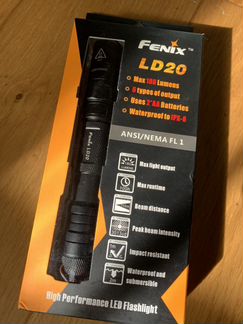 FENIX™
LD20
• Max 180 Lumens
• 6 types of output
• Uses 2*AA Batteries
• Waterproof to IPX-8
ANSI/NEMA FL 1
Max light output
Max runtime
Beam distance
Peak beam intensity
Impact resistant
Waterproof and
submersible
Fenix LD20
High Performance LED Flashlight